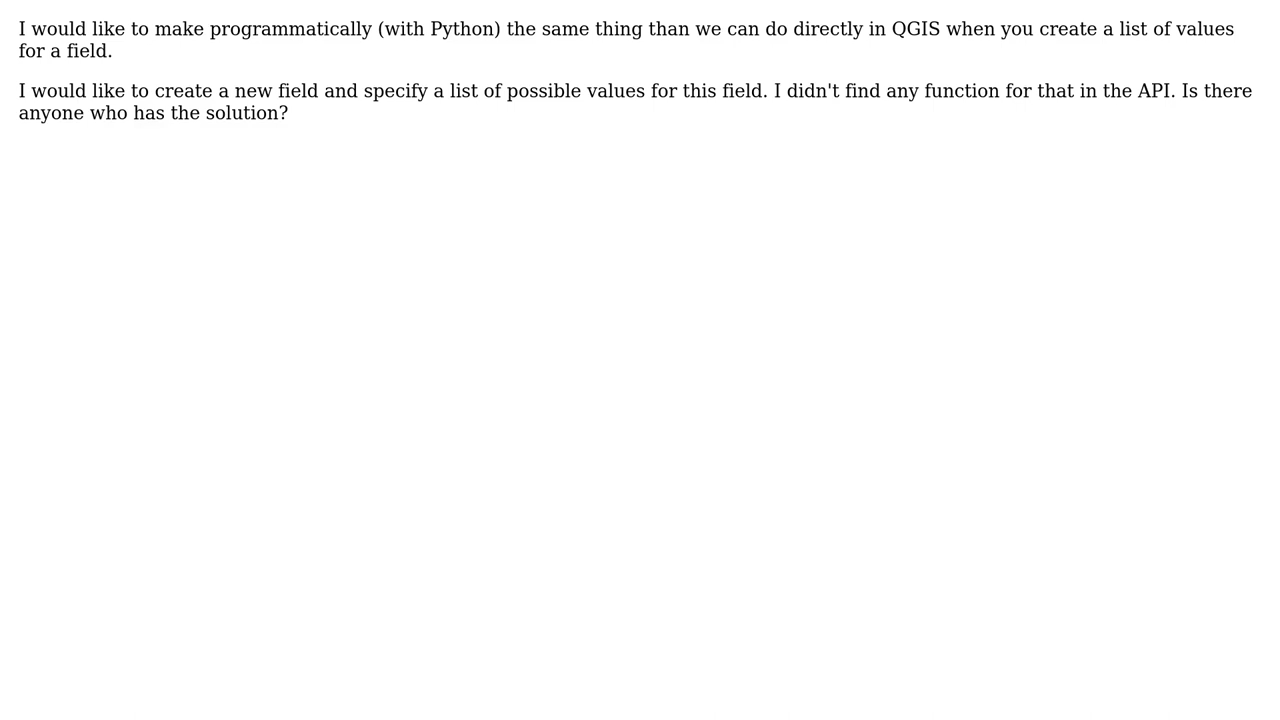 I would like to make programmatically (with Python) the same thing than we can do directly in QGIS when you create a list of values
for a field.
I would like to create a new field and specify a list of possible values for this field. I didn't find any function for that in the API. Is there
anyone who has the solution?